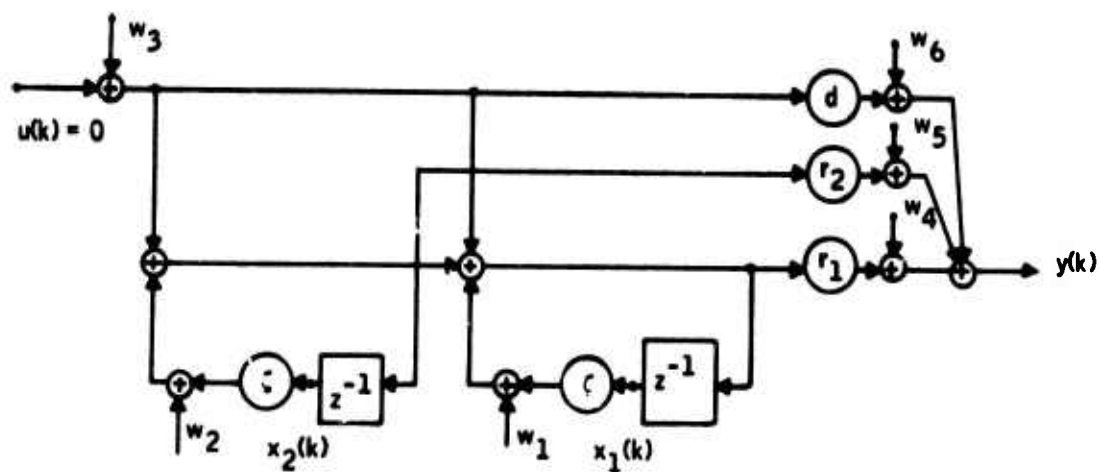 w3
w6
d
u(k) = 0
w5
r2
w4
r1
y(k)
ζ
z-1
ζ
z-1
w2
x2(k)
w1
x1(k)